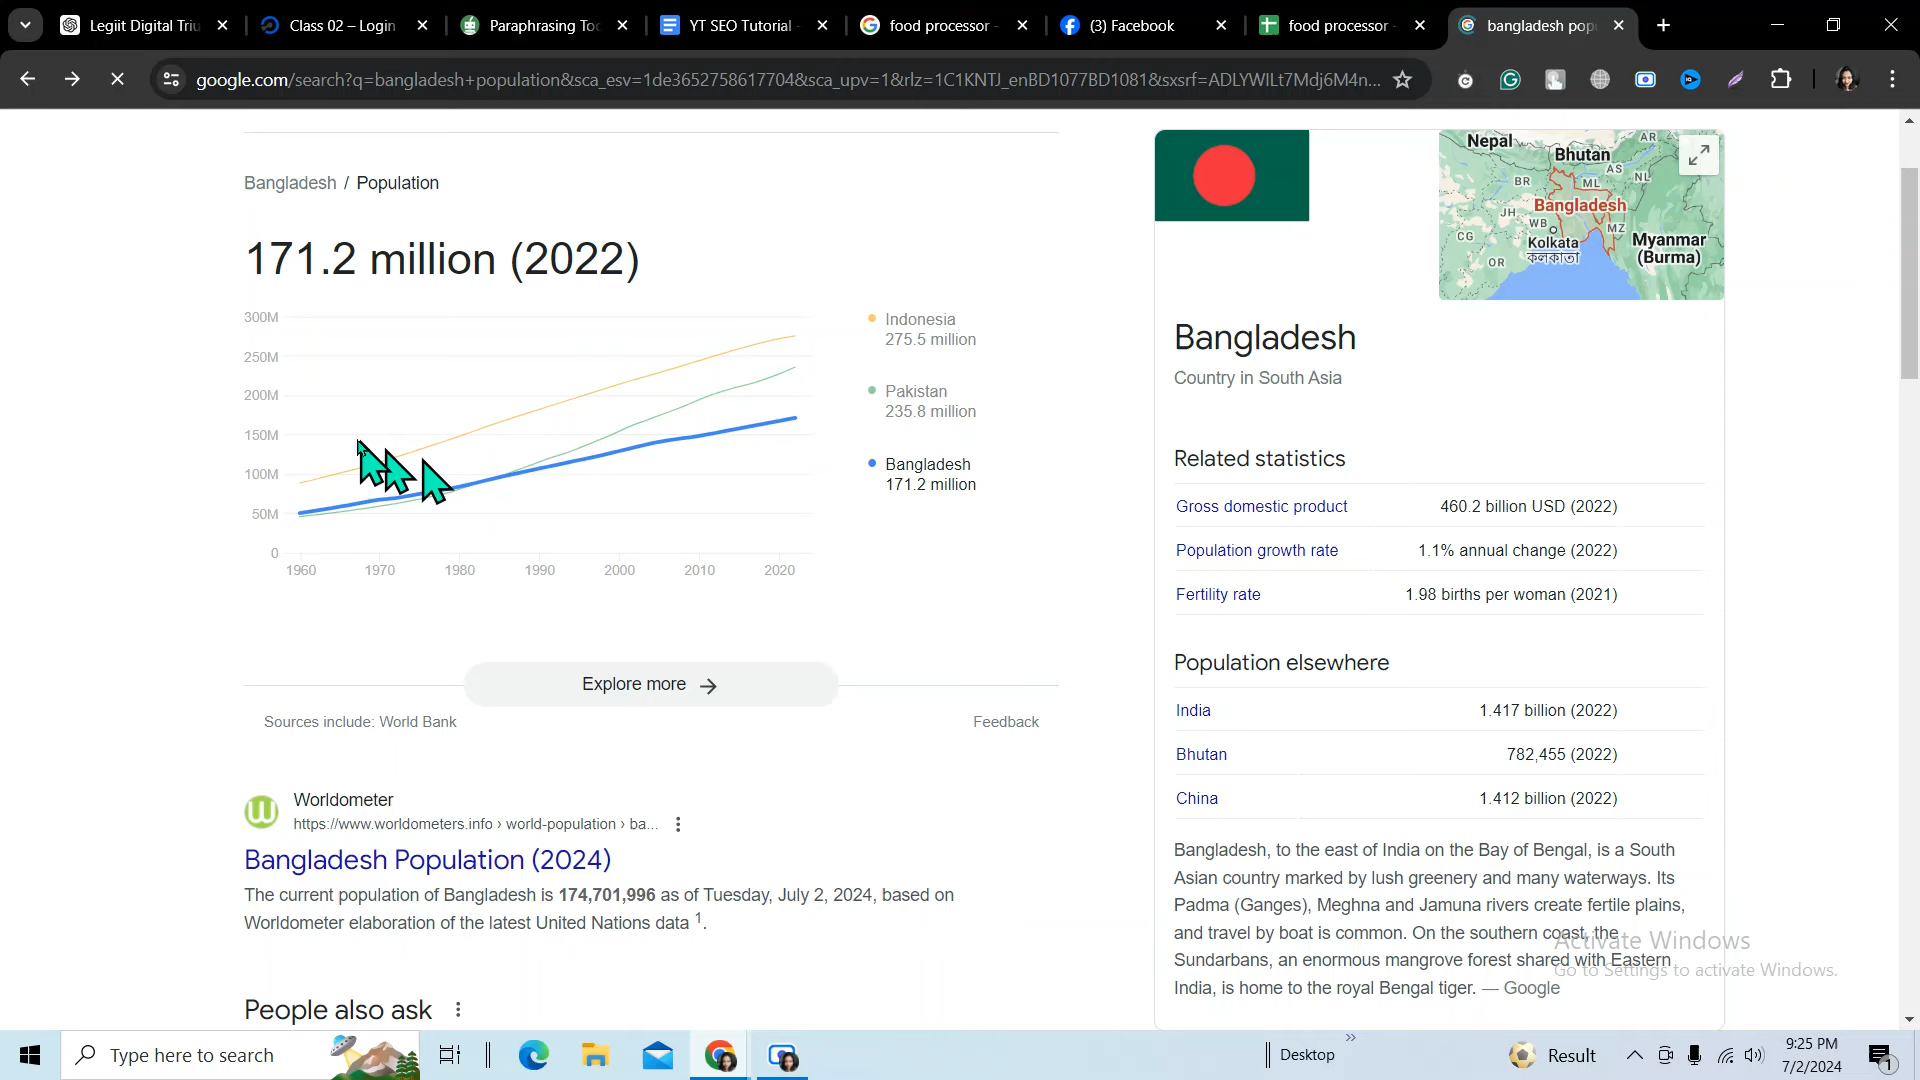 Legiit Digital Triu
Class 02 – Login
Paraphrasing Too
YT SEO Tutorial -
food processor -
(3) Facebook
food processor -
bangladesh popu
google.com/search?q=bangladesh+population&sca_esv=1de3652758617704&sca_upv=1&rlz=1C1KNTJ_enBD1077BD1081&sxsrf=ADLYWILt7Mdj6M4n...
Bangladesh / Population
171.2 million (2022)
300M
250M
200M
150M
100M
50M
0
1960 1970 1980 1990 2000 2010 2020
Indonesia
275.5 million
Pakistan
235.8 million
Bangladesh
171.2 million
Explore more →
Sources include: World Bank
Feedback
Worldometer
https://www.worldometers.info › world-population › ba...
Bangladesh Population (2024)
The current population of Bangladesh is 174,701,996 as of Tuesday, July 2, 2024, based on
Worldometer elaboration of the latest United Nations data 1.
People also ask
Nepal
Bhutan
AR
AS
NL
BR
ML
Bangladesh
JH
WB
MZ
CG
Kolkata
কলকাতা
Myanmar
(Burma)
OR
Bangladesh
Country in South Asia
Related statistics
Gross domestic product 460.2 billion USD (2022)
Population growth rate 1.1% annual change (2022)
Fertility rate 1.98 births per woman (2021)
Population elsewhere
India 1.417 billion (2022)
Bhutan 782,455 (2022)
China 1.412 billion (2022)
Bangladesh, to the east of India on the Bay of Bengal, is a South
Asian country marked by lush greenery and many waterways. Its
Padma (Ganges), Meghna and Jamuna rivers create fertile plains,
and travel by boat is common. On the southern coast, the
Sundarbans, an enormous mangrove forest shared with Eastern
India, is home to the royal Bengal tiger. — Google
Activate Windows
Go to Settings to activate Windows.
Type here to search
Desktop
Result
9:25 PM
7/2/2024
1